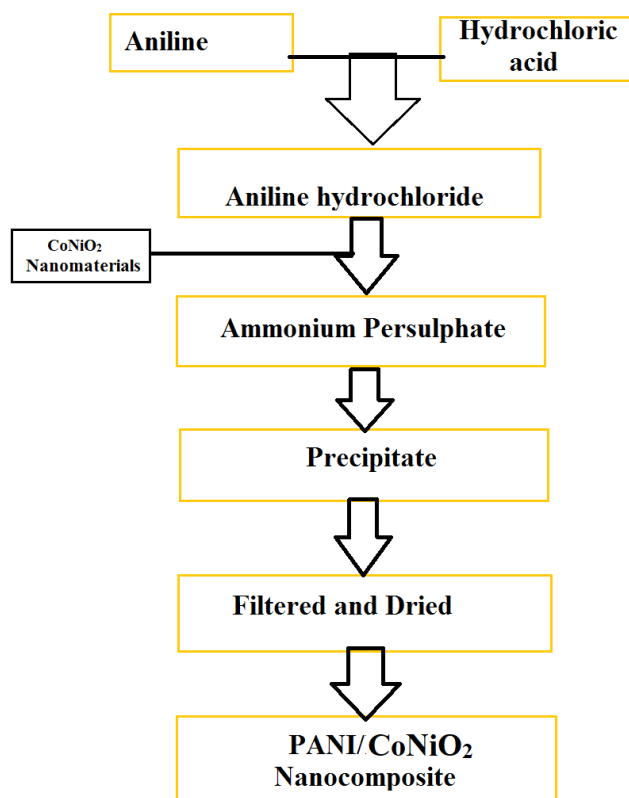 Aniline
Hydrochloric
acid
Aniline hydrochloride
CoNiO₂
Nanomaterials
Ammonium Persulphate
Precipitate
Filtered and Dried
PANI/CoNiO₂
Nanocomposite